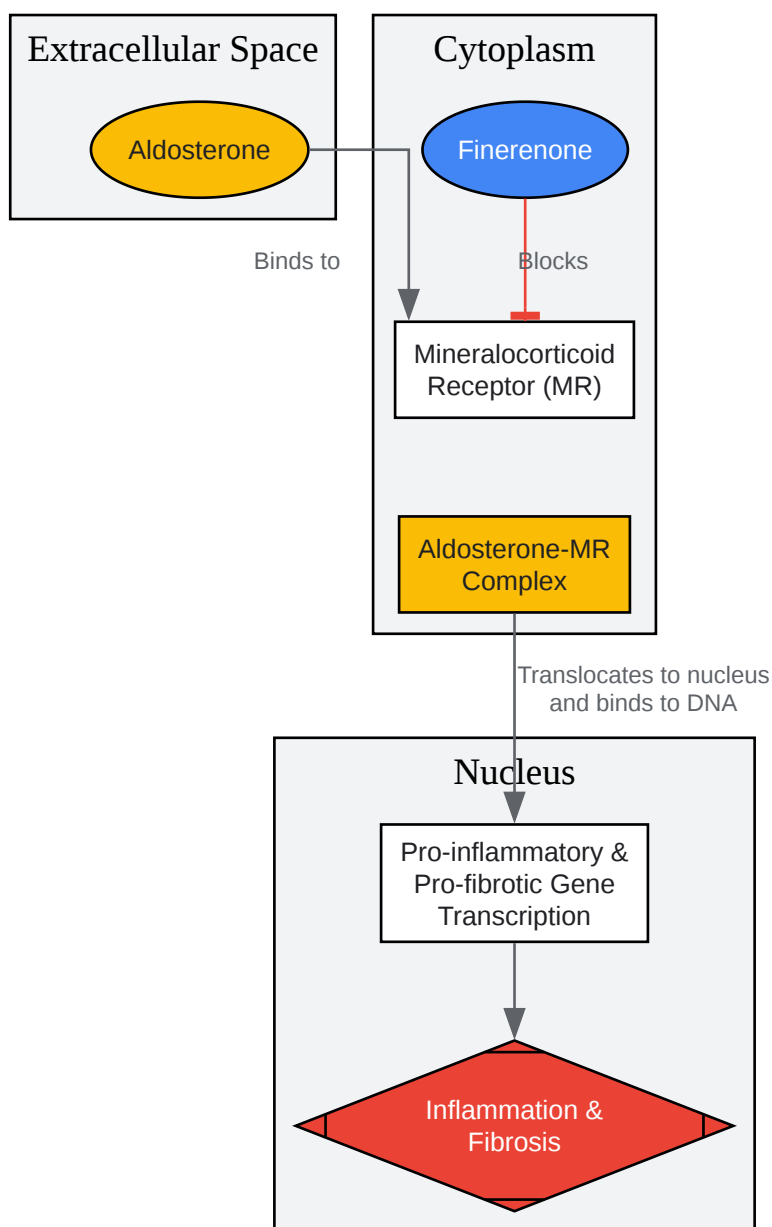 Extracellular Space
Cytoplasm
Aldosterone
Finerenone
Binds to
Blocks
Mineralocorticoid
Receptor (MR)
Aldosterone-MR
Complex
Translocates to nucleus
and binds to DNA
Nucleus
Pro-inflammatory &
Pro-fibrotic Gene
Transcription
Inflammation &
Fibrosis